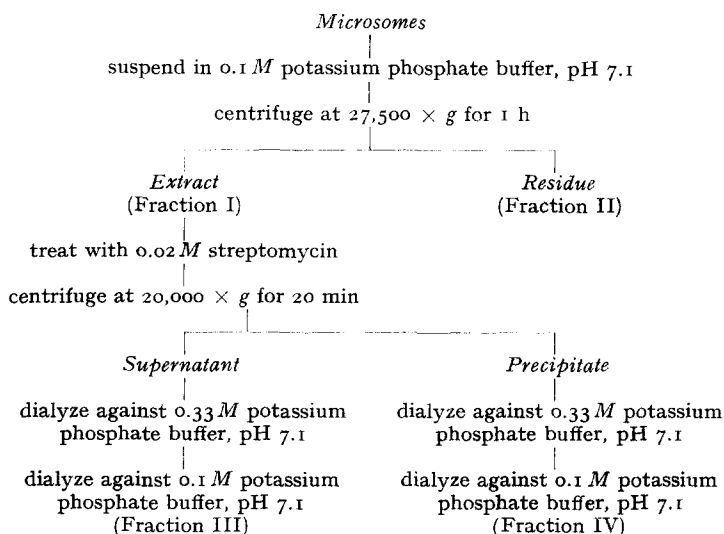 Microsomes
suspend in 0.1 M potassium phosphate buffer, pH 7.1
centrifuge at 27,500 × g for 1 h
Extract
(Fraction I)
Residue
(Fraction II)
treat with 0.02 M streptomycin
centrifuge at 20,000 × g for 20 min
Supernatant
Precipitate
dialyze against 0.33 M potassium
phosphate buffer, pH 7.1
dialyze against 0.33 M potassium
phosphate buffer, pH 7.1
dialyze against 0.1 M potassium
phosphate buffer, pH 7.1
(Fraction III)
dialyze against 0.1 M potassium
phosphate buffer, pH 7.1
(Fraction IV)